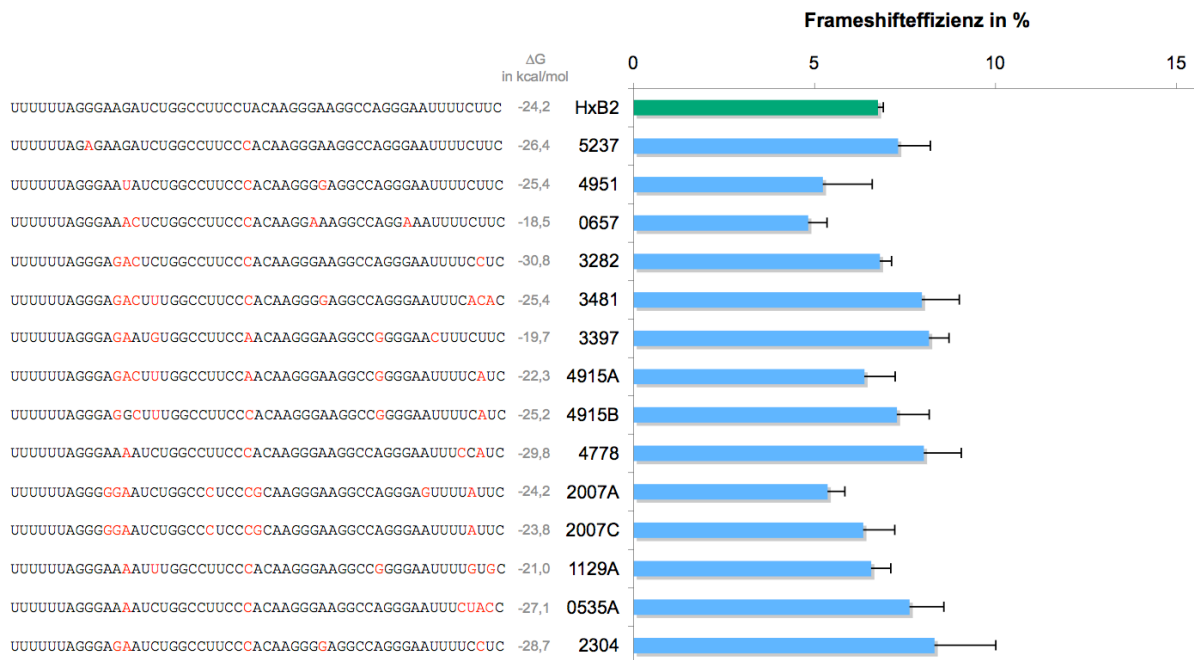 Frameshifteffizienz in %
ΔG
in kcal/mol
0 5 10 15
UUUUUUAGGGAAGAUCUGGCCUUCCUACAAGGGAAGGCCAGGGAAUUUUCUUC -24,2 HxB2
UUUUUUAGAGAAGAUCUGGCCUUCCCACAAGGGAAGGCCAGGGAAUUUUCUUC -26,4 5237
UUUUUUAGGGAAUAUCUGGCCUUCCCACAAGGGGAGGCCAGGGAAUUUUCUUC -25,4 4951
UUUUUUAGGGAAACUCUGGCCUUCCCACAAGGAAAGGCCAGGAAAUUUUCUUC -18,5 0657
UUUUUUAGGGAGACUCUGGCCUUCCCACAAGGGAAGGCCAGGGAAUUUUCCUC -30,8 3282
UUUUUUAGGGAGACUUUGGCCUUCCCACAAGGGGAGGCCAGGGAAUUUCACAC -25,4 3481
UUUUUUAGGGAGAAUGUGGCCUUCCAACAAGGGAAGGCCGGGGAACUUUCUUC -19,7 3397
UUUUUUAGGGAGACUUUGGCCUUCCAACAAGGGAAGGCCGGGGAAUUUUCAUC -22,3 4915A
UUUUUUAGGGAGGCUUUGGCCUUCCCACAAGGGAAGGCCGGGGAAUUUUCAUC -25,2 4915B
UUUUUUAGGGAAAAUCUGGCCUUCCCACAAGGGAAGGCCAGGGAAUUUCCAUC -29,8 4778
UUUUUUAGGGGGAAUCUGGCCCUCCCGCAAGGGAAGGCCAGGGAGUUUUAUUC -24,2 2007A
UUUUUUAGGGGGAAUCUGGCCCUCCCGCAAGGGAAGGCCAGGGAAUUUUAUUC -23,8 2007C
UUUUUUAGGGAAAAUUUGGCCUUCCCACAAGGGAAGGCCGGGGAAUUUUGUGC -21,0 1129A
UUUUUUAGGGAAAAUCUGGCCUUCCCACAAGGGAAGGCCAGGGAAUUUCUACC -27,1 0535A
UUUUUUAGGGAGAAUCUGGCCUUCCCACAAGGGGAGGCCAGGGAAUUUUCCUC -28,7 2304